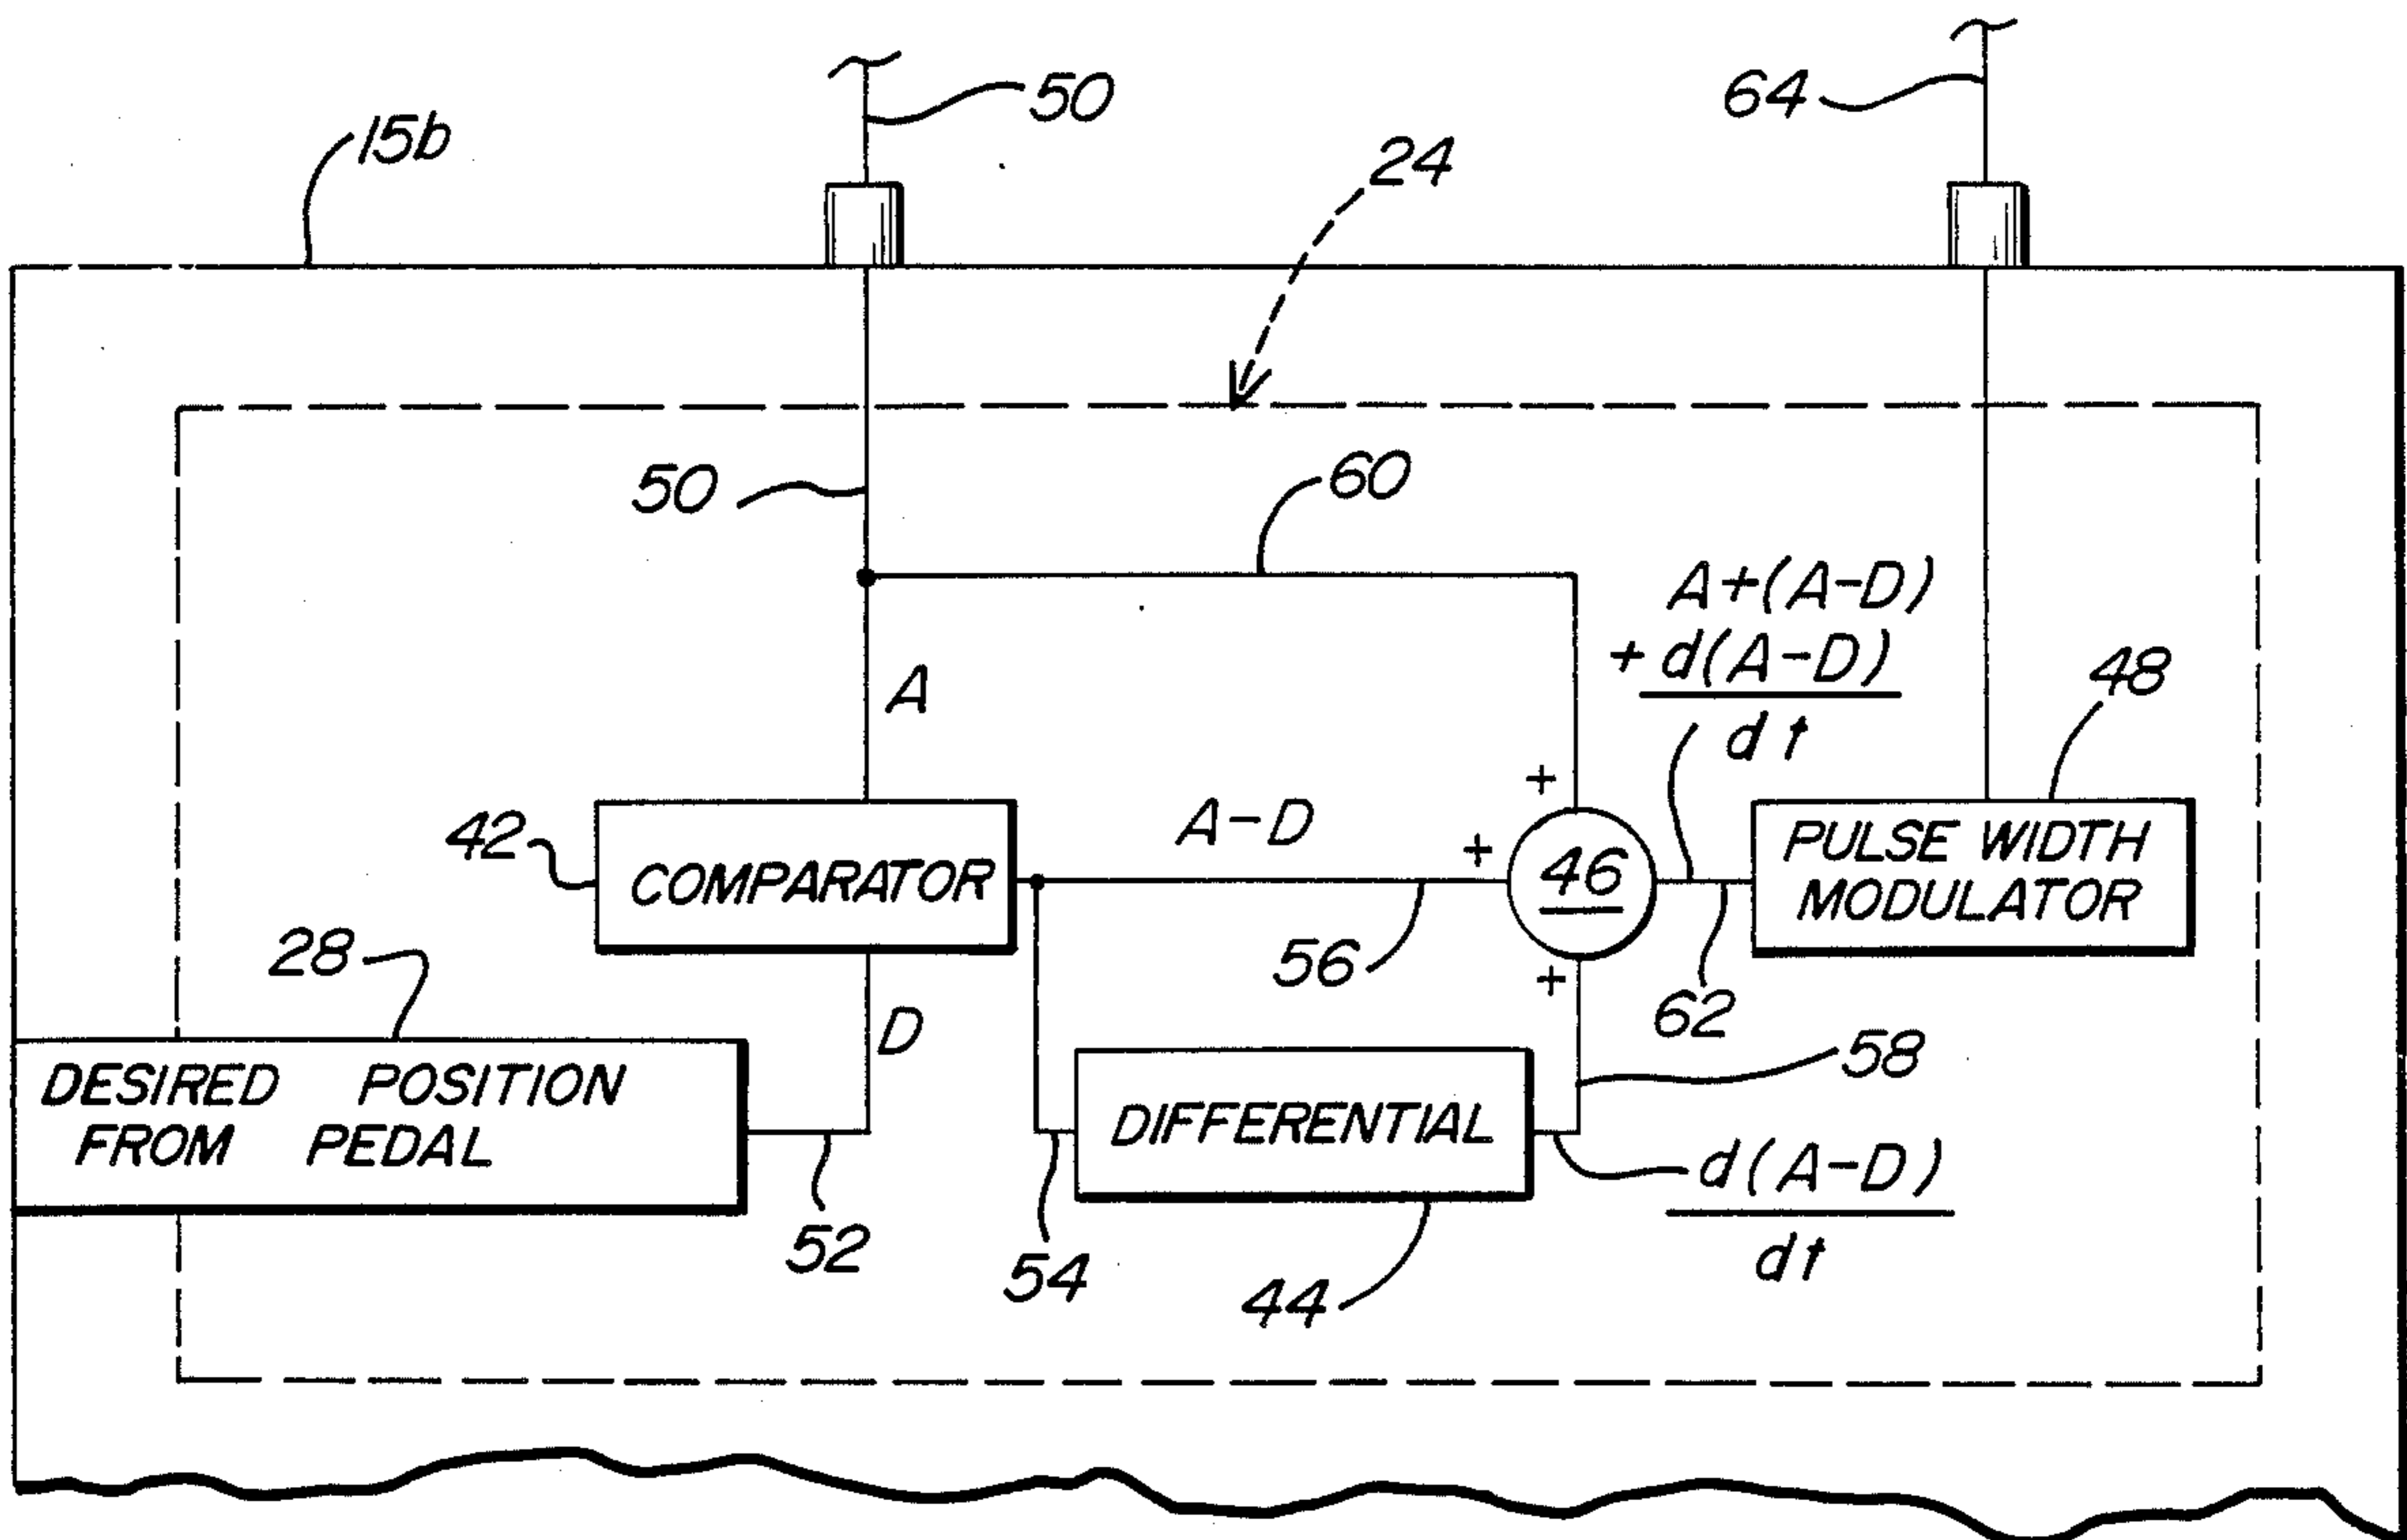 50
64
15b
24
50
60
A+(A-D)
+ d(A-D)
dt
48
A
+
A-D
+
42
COMPARATOR
46
PULSE WIDTH
MODULATOR
28
56
+
62
D
58
DESIRED POSITION
FROM PEDAL
DIFFERENTIAL
d(A-D)
dt
52
54
44